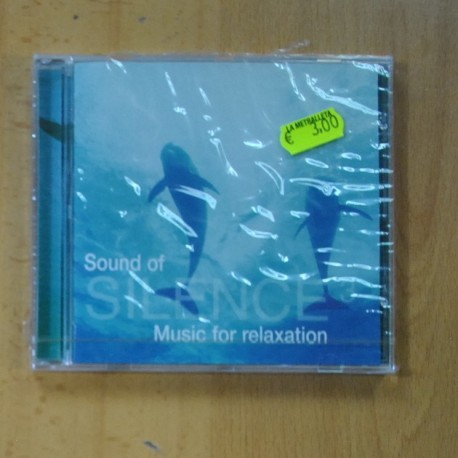 LA METRALLETA
€ 3,00
Sound of
SILENCE
Music for relaxation